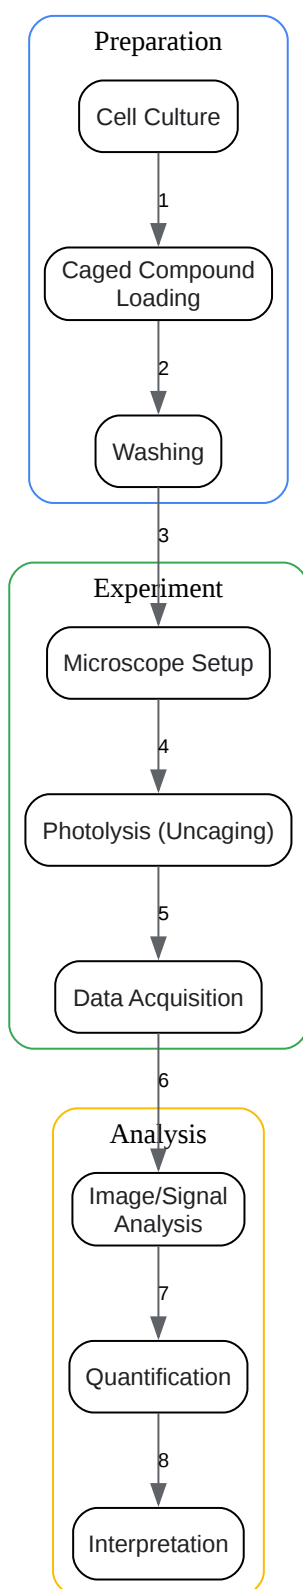 Preparation
Cell Culture
1
Caged Compound
Loading
2
Washing
3
Experiment
Microscope Setup
4
Photolysis (Uncaging)
5
Data Acquisition
6
Analysis
Image/Signal
Analysis
7
Quantification
8
Interpretation